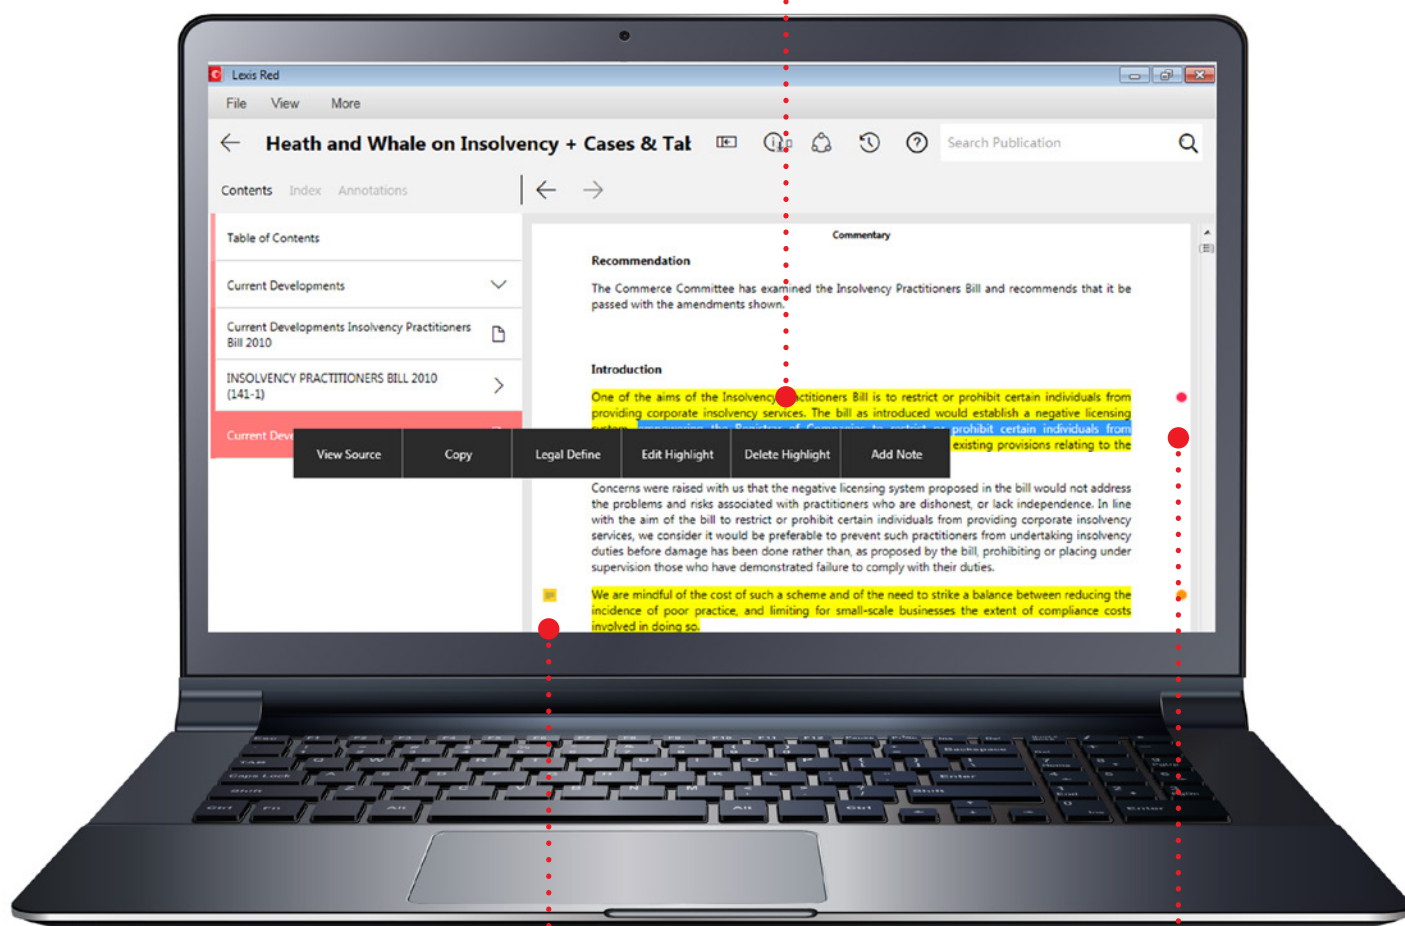 Lexis Red
File View More
Heath and Whale on Insolvency + Cases & Tab
Search Publication
Contents Index Annotations
Table of Contents
Current Developments
Current Developments Insolvency Practitioners
Bill 2010
INSOLVENCY PRACTITIONERS BILL 2010
(141-1)
Current Deve
Commentary
Recommendation
The Commerce Committee has examined the Insolvency Practitioners Bill and recommends that it be
passed with the amendments shown.
Introduction
One of the aims of the Insolvency Practitioners Bill is to restrict or prohibit certain individuals from
providing corporate insolvency services. The bill as introduced would establish a negative licensing
system, empowering the Registrar of Companies to restrict or prohibit certain individuals from
existing provisions relating to the
View Source Copy Legal Define Edit Highlight Delete Highlight Add Note
Concerns were raised with us that the negative licensing system proposed in the bill would not address
the problems and risks associated with practitioners who are dishonest, or lack independence. In line
with the aim of the bill to restrict or prohibit certain individuals from providing corporate insolvency
services, we consider it would be preferable to prevent such practitioners from undertaking insolvency
duties before damage has been done rather than, as proposed by the bill, prohibiting or placing under
supervision those who have demonstrated failure to comply with their duties.
We are mindful of the cost of such a scheme and of the need to strike a balance between reducing the
incidence of poor practice, and limiting for small-scale businesses the extent of compliance costs
involved in doing so.